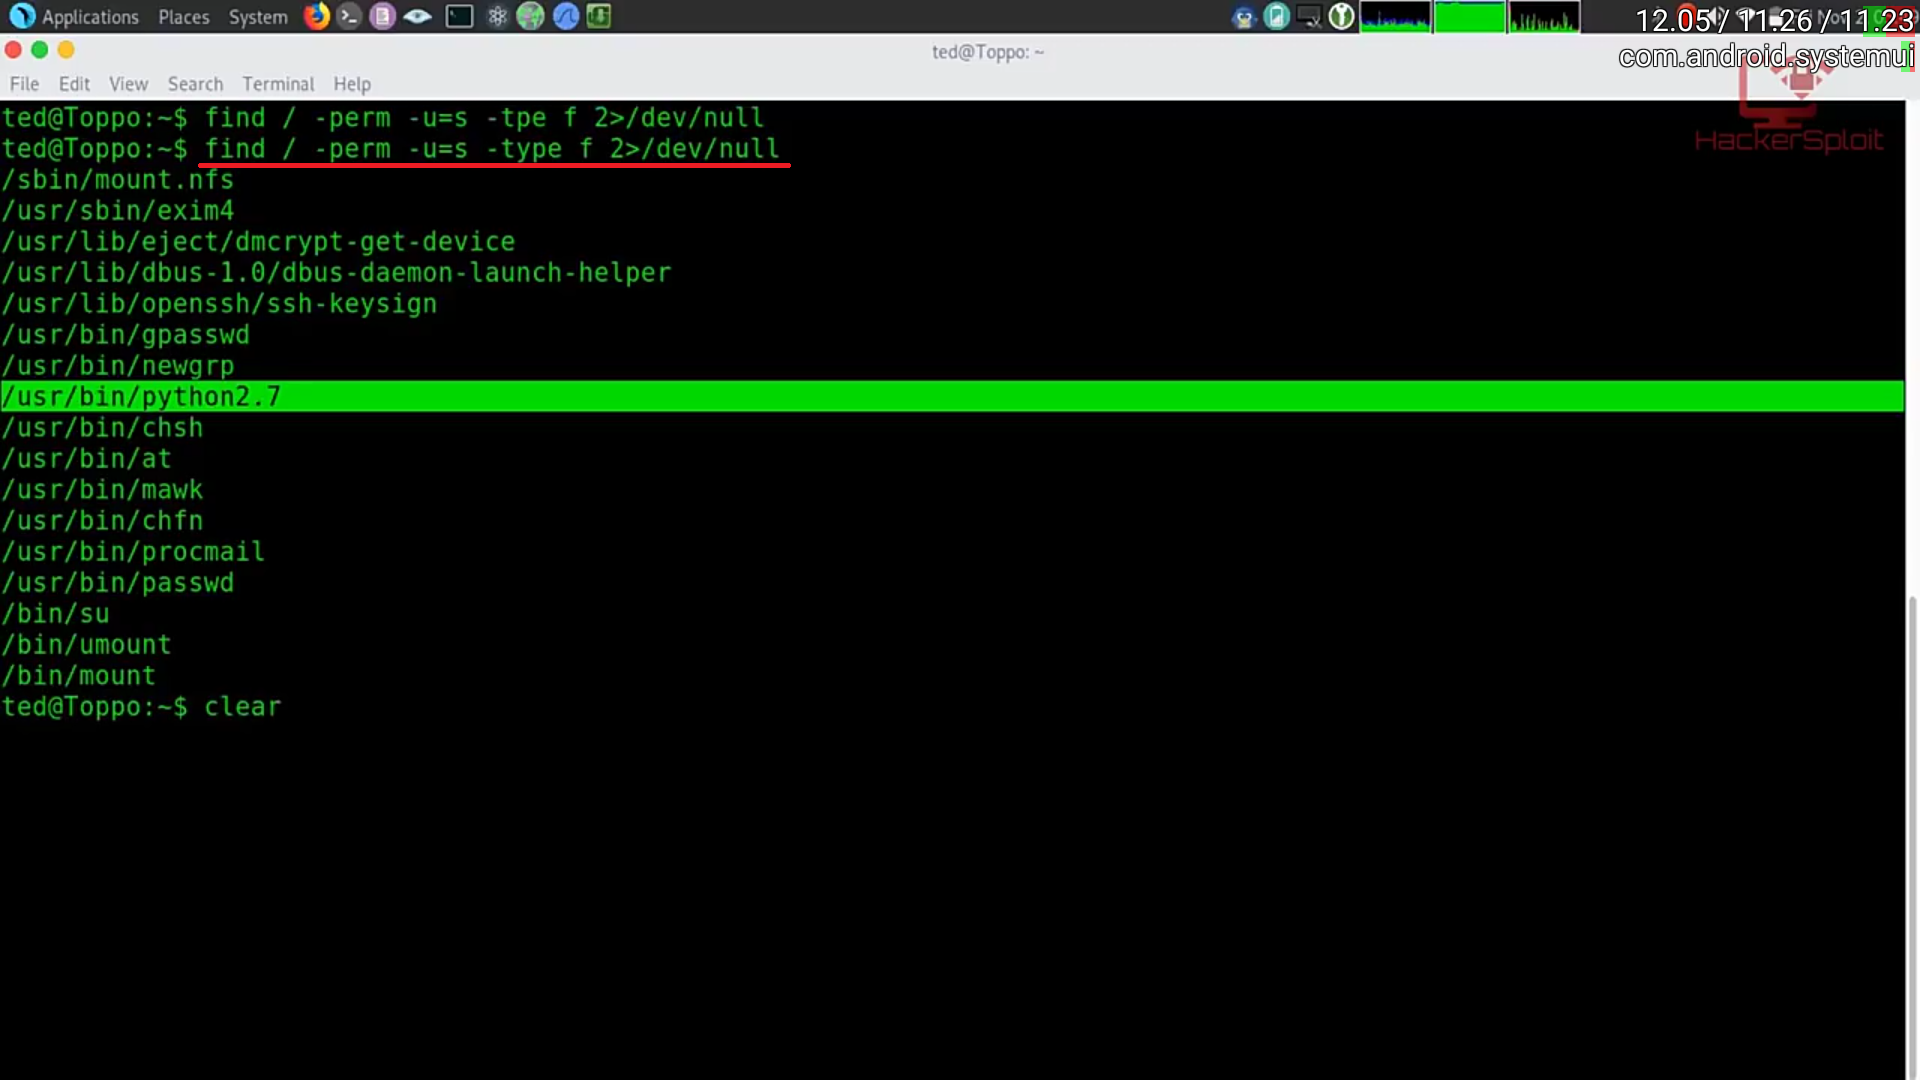 Applications Places System
12.05 / 11.26 / 11.23
ted@Toppo: ~
com.android.systemui
File Edit View Search Terminal Help
HackerSploit
ted@Toppo:~$ find / -perm -u=s -tpe f 2>/dev/null
ted@Toppo:~$ find / -perm -u=s -type f 2>/dev/null
/sbin/mount.nfs
/usr/sbin/exim4
/usr/lib/eject/dmcrypt-get-device
/usr/lib/dbus-1.0/dbus-daemon-launch-helper
/usr/lib/openssh/ssh-keysign
/usr/bin/gpasswd
/usr/bin/newgrp
/usr/bin/python2.7
/usr/bin/chsh
/usr/bin/at
/usr/bin/mawk
/usr/bin/chfn
/usr/bin/procmail
/usr/bin/passwd
/bin/su
/bin/umount
/bin/mount
ted@Toppo:~$ clear